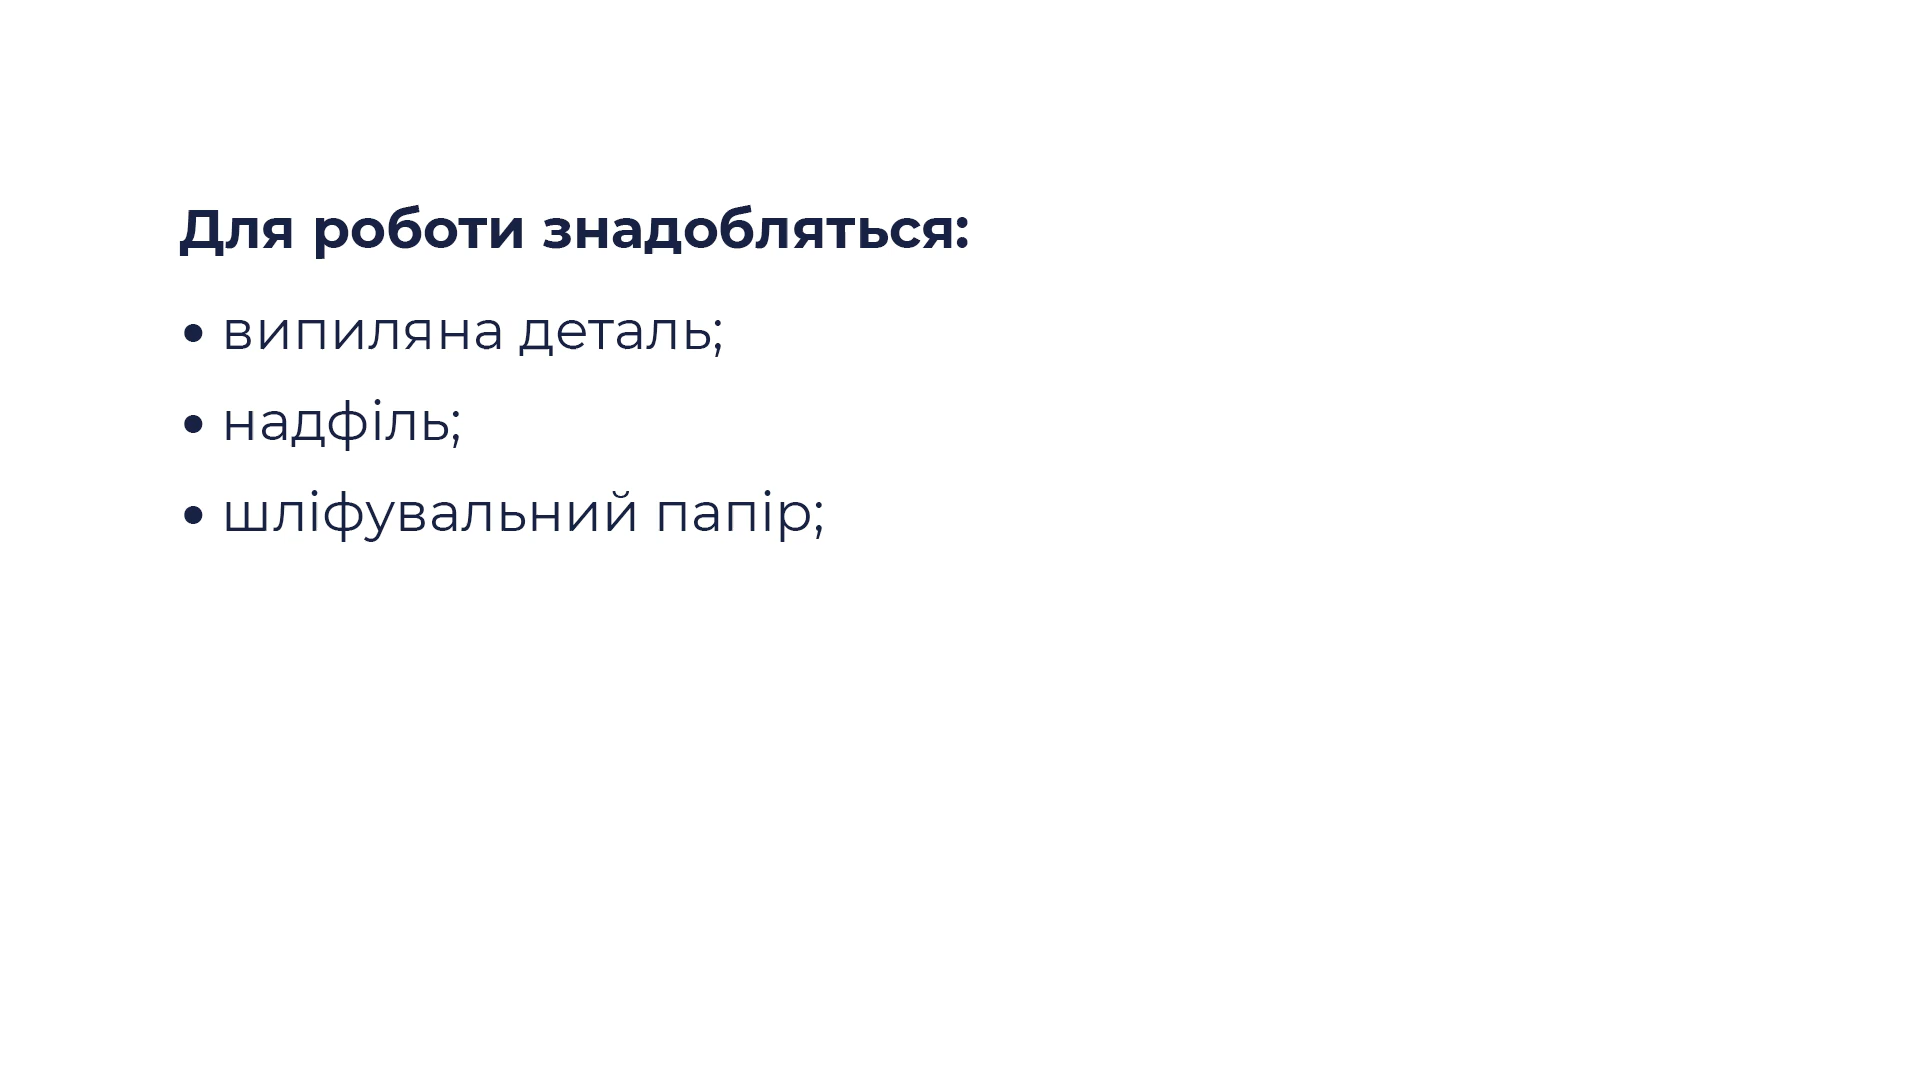 Для роботи знадобляться:
• випиляна деталь;
• надфіль;
• шліфувальний папір;